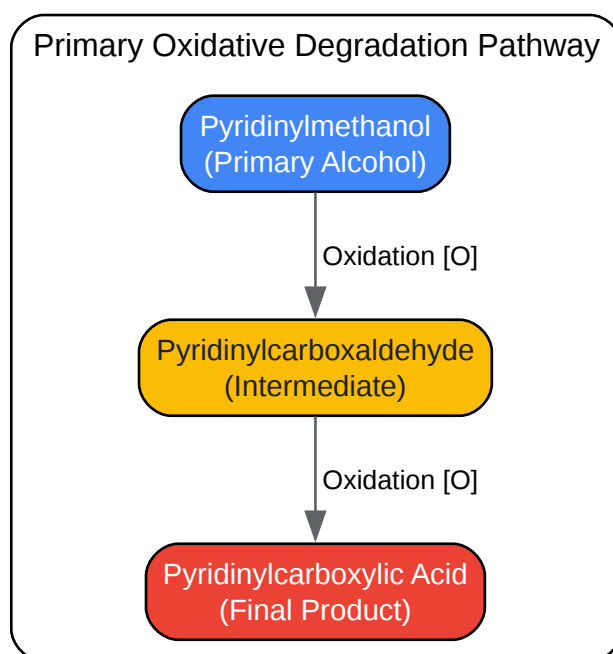 Primary Oxidative Degradation Pathway
Pyridinylmethanol
(Primary Alcohol)
Oxidation [O]
Pyridinylcarboxaldehyde
(Intermediate)
Oxidation [O]
Pyridinylcarboxylic Acid
(Final Product)